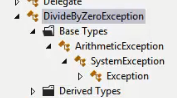 Delegate
DivideByZeroException
Base Types
ArithmeticException
SystemException
Exception
Derived Types